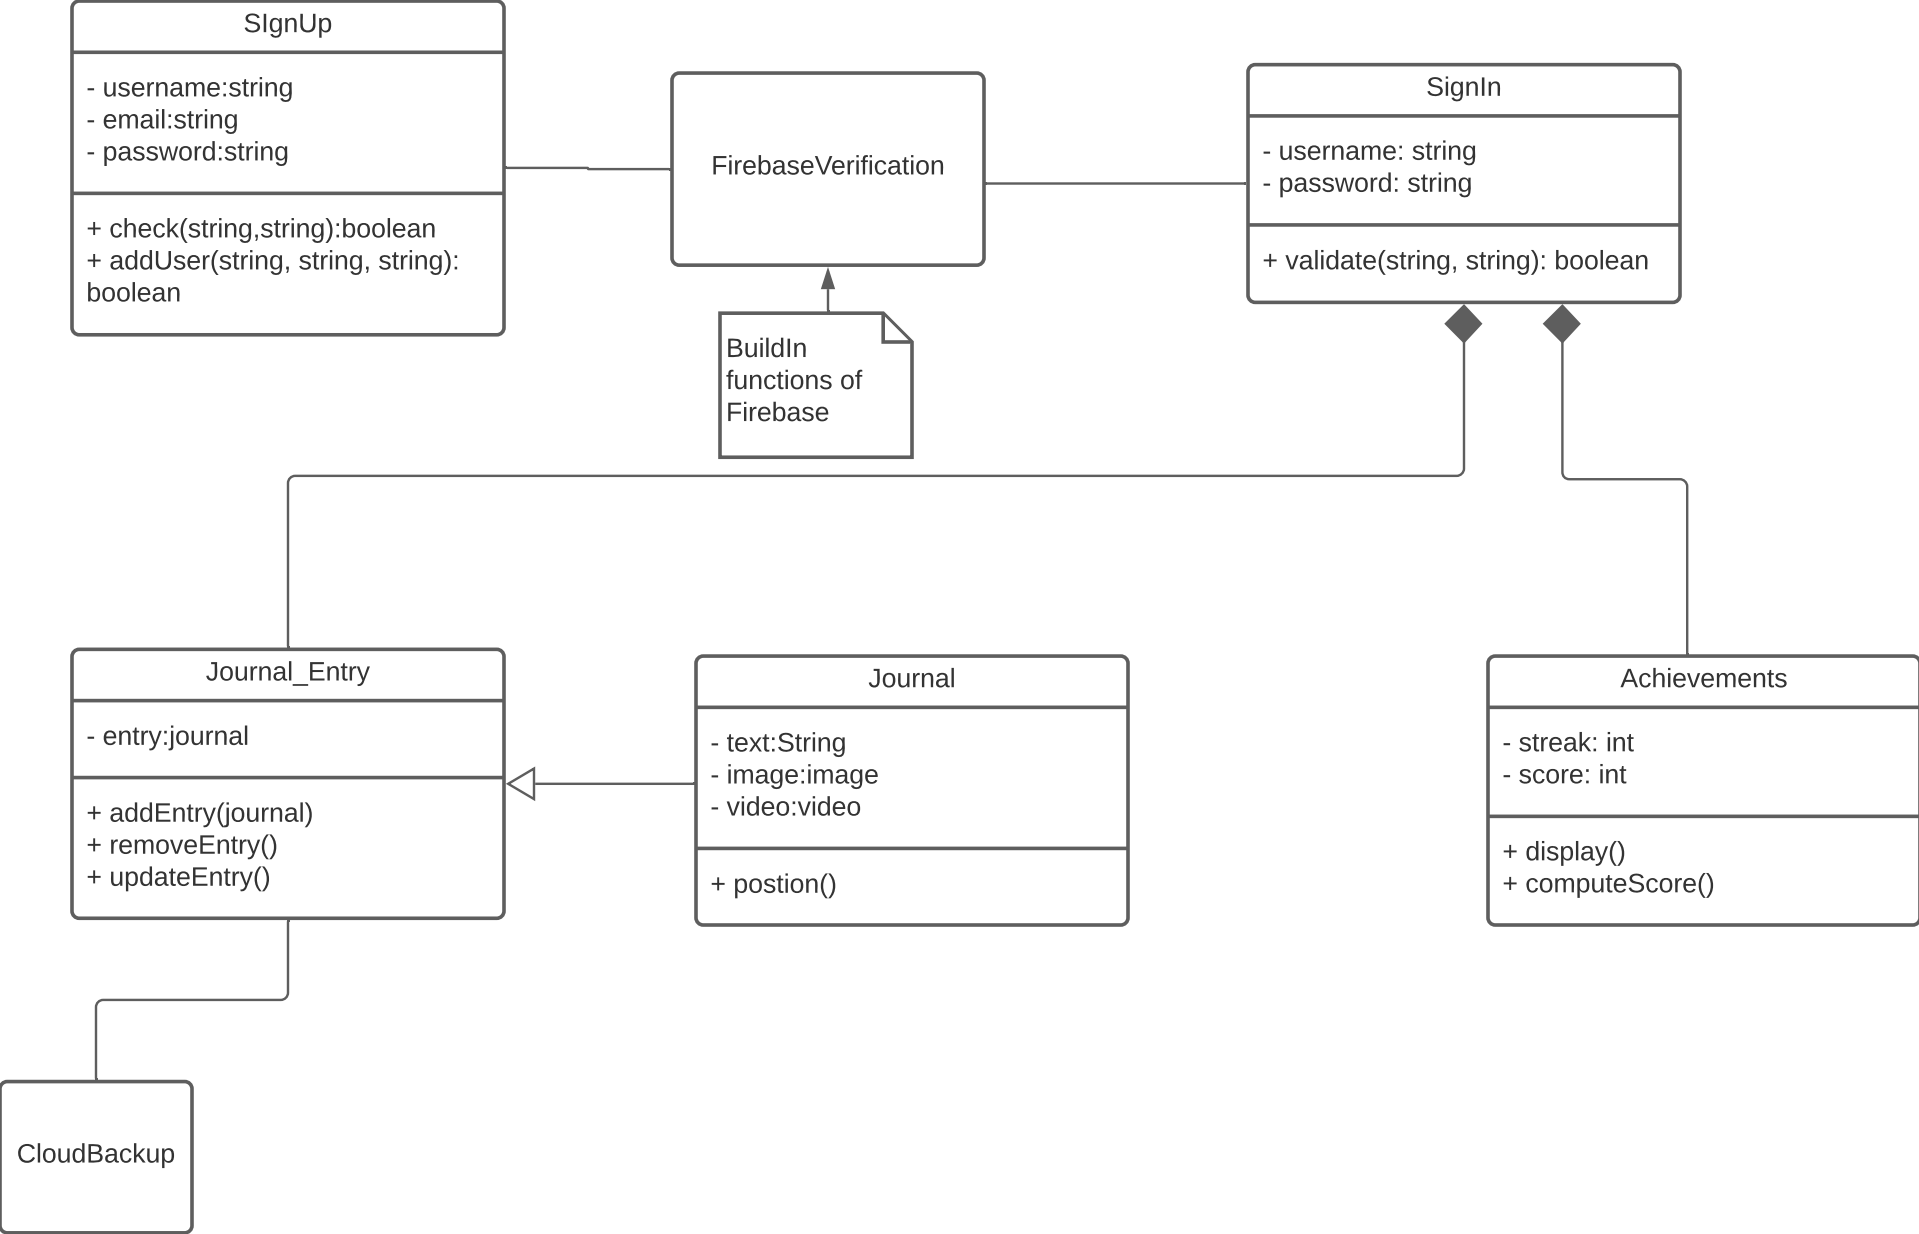 SIgnUp
- username:string
- email:string
- password:string
+ check(string,string):boolean
+ addUser(string, string, string):
boolean
FirebaseVerification
BuildIn
functions of
Firebase
SignIn
- username: string
- password: string
+ validate(string, string): boolean
Journal_Entry
- entry:journal
+ addEntry(journal)
+ removeEntry()
+ updateEntry()
Journal
- text:String
- image:image
- video:video
+ postion()
Achievements
- streak: int
- score: int
+ display()
+ computeScore()
CloudBackup